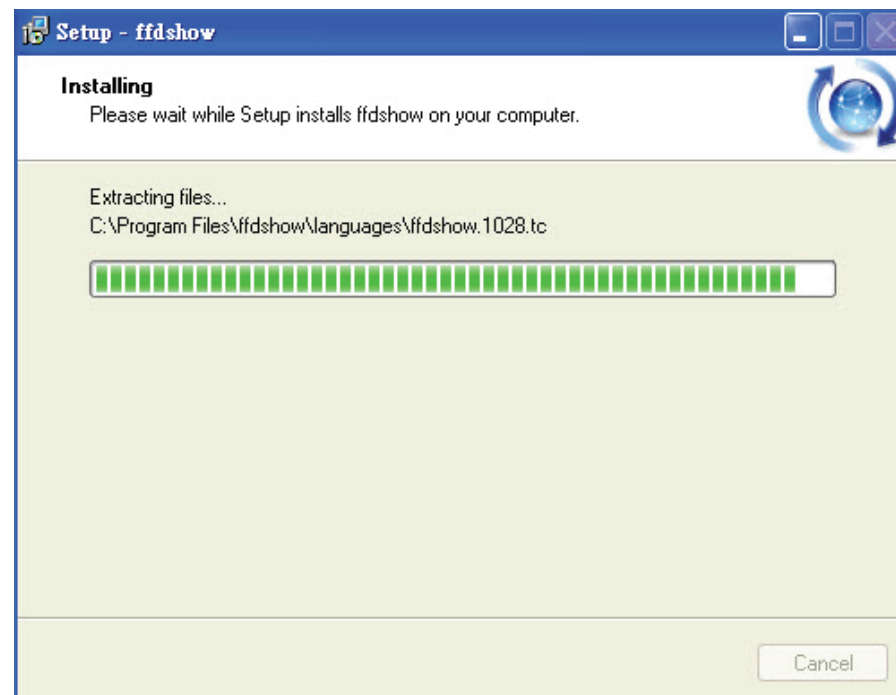 Setup - ffdshow
Installing
Please wait while Setup installs ffdshow on your computer.
Extracting files...
C:\Program Files\ffdshow\languages\ffdshow.1028.tc
Cancel